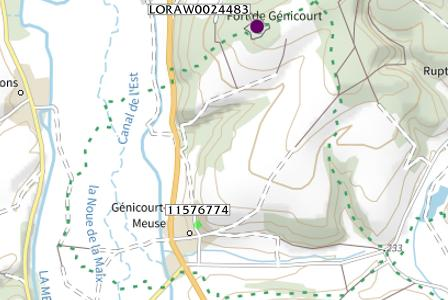 LORAW0024483
Fort de Génicourt
ons
Rupt
Canal de l'Est
la Noue de la Maix
Génicourt
11576774
Meuse
233
LA ME